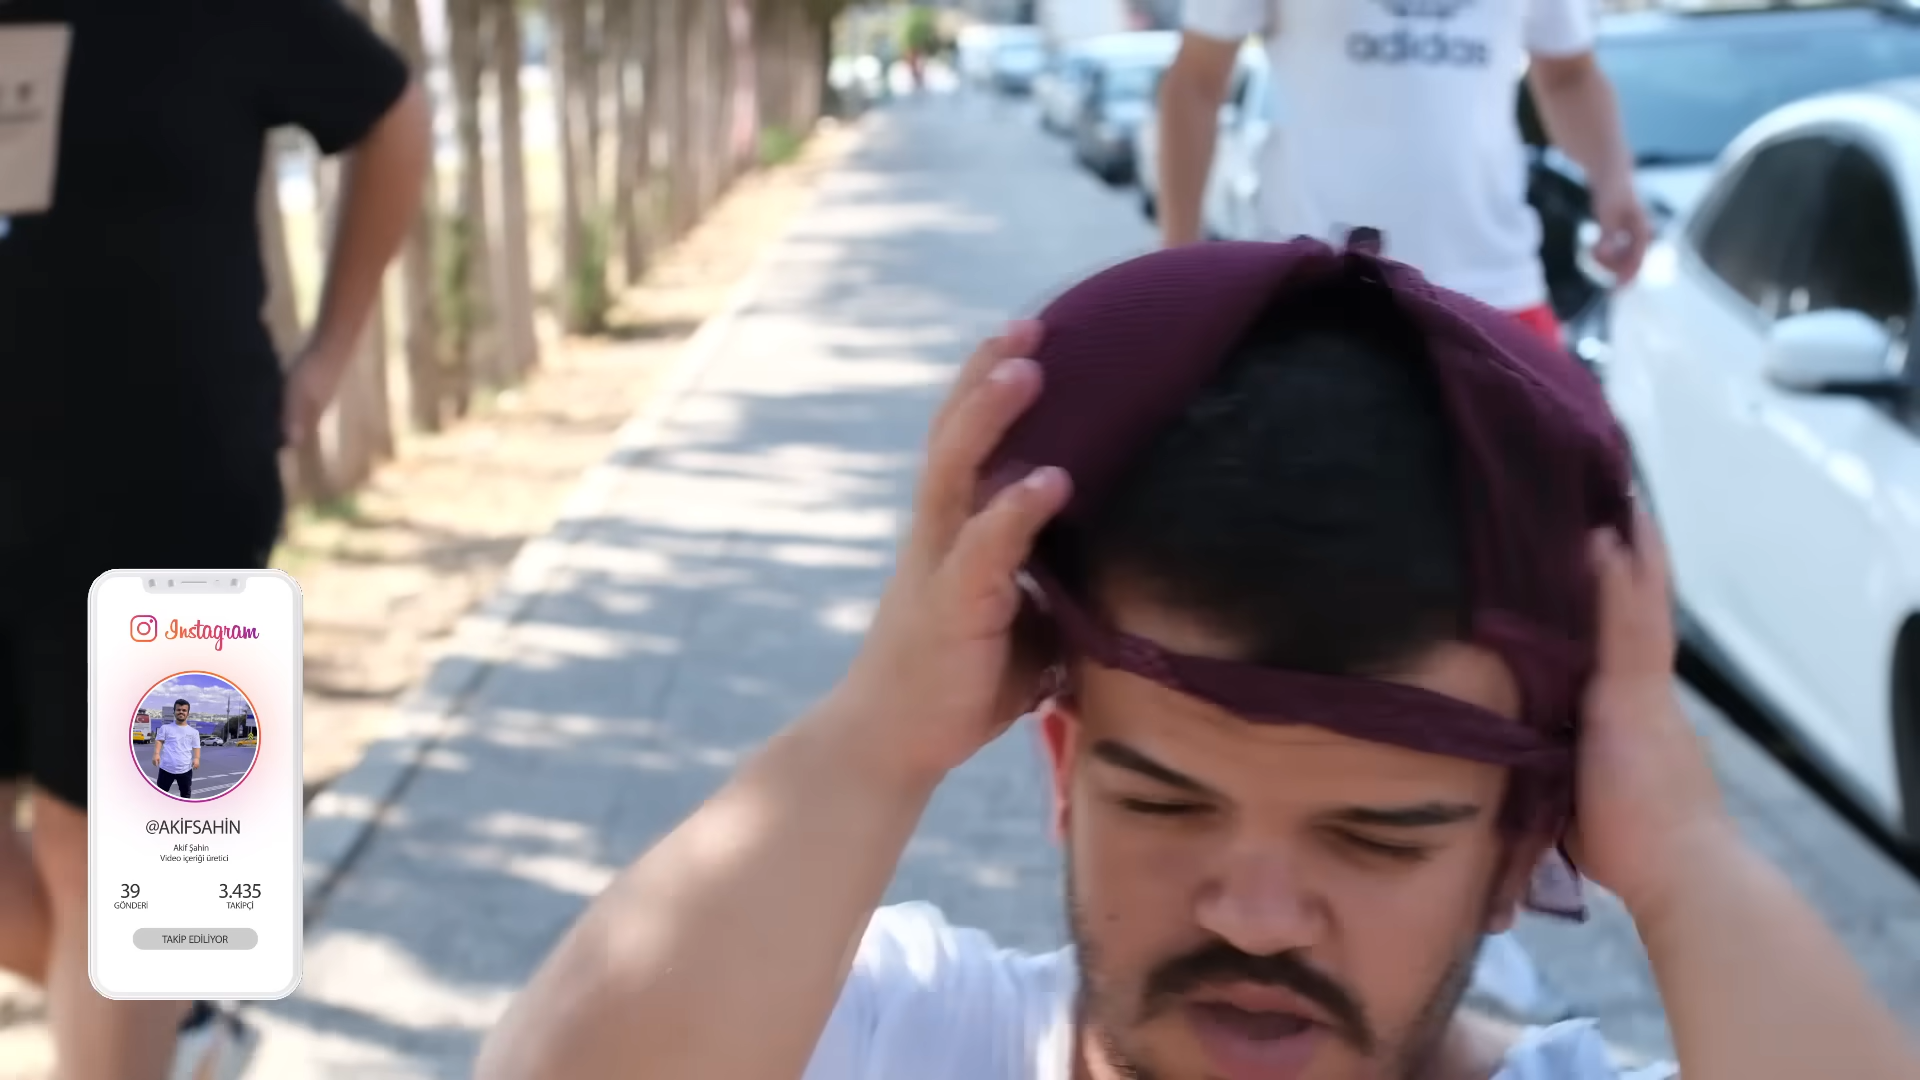 adidas
Instagram
@AKİFSAHİN
Akif Şahin
Video içeriği üretici
39
GÖNDERİ
3.435
TAKİPÇİ
TAKİP EDİLİYOR